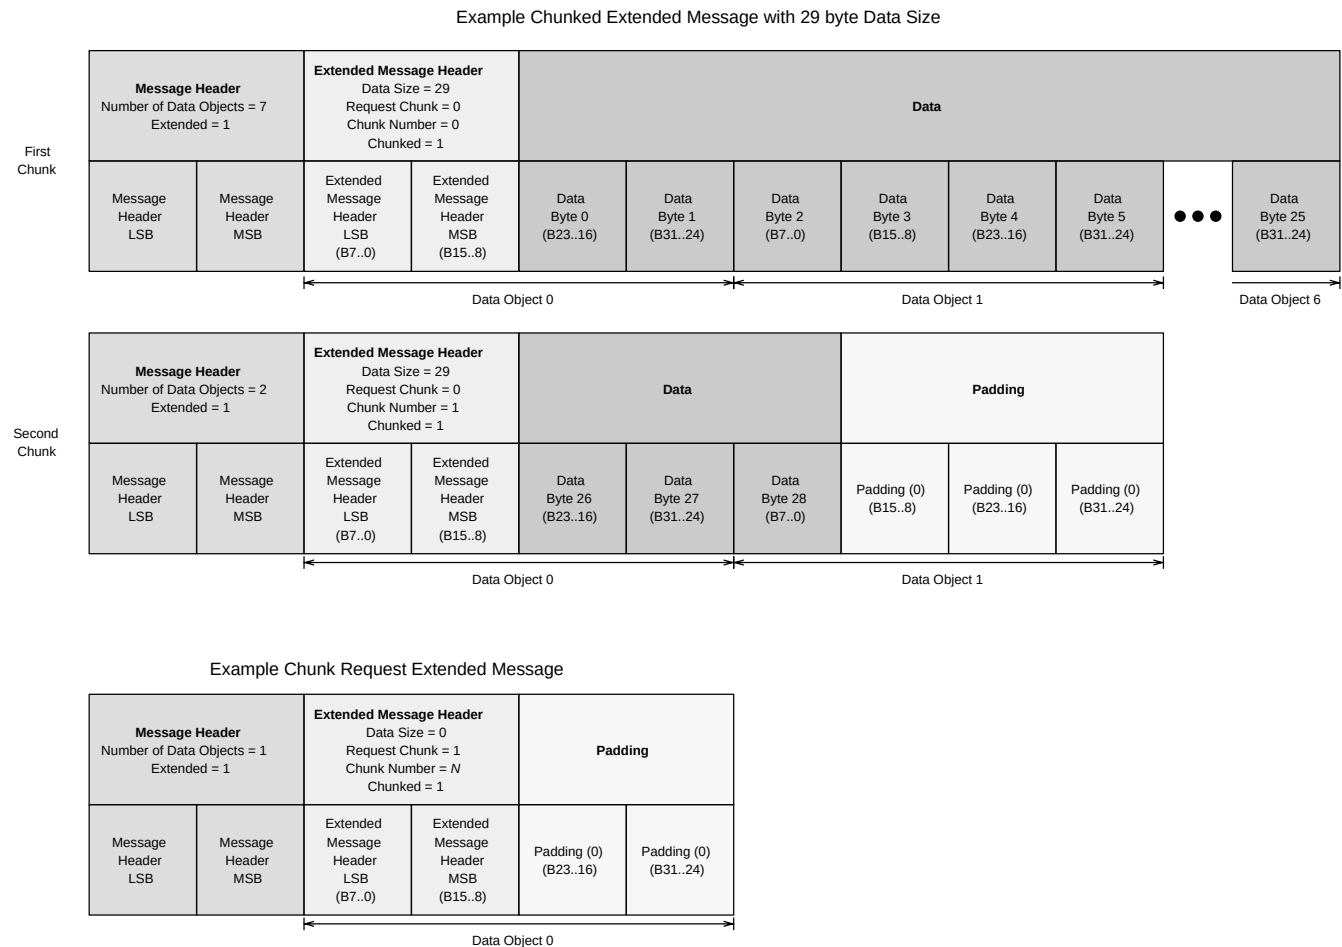 Example Chunked Extended Message with 29 byte Data Size
First
Chunk
Message Header
Number of Data Objects = 7
Extended = 1
Extended Message Header
Data Size = 29
Request Chunk = 0
Chunk Number = 0
Chunked = 1
Data
Message
Header
LSB
Message
Header
MSB
Extended
Message
Header
LSB
(B7..0)
Extended
Message
Header
MSB
(B15..8)
Data
Byte 0
(B23..16)
Data
Byte 1
(B31..24)
Data
Byte 2
(B7..0)
Data
Byte 3
(B15..8)
Data
Byte 4
(B23..16)
Data
Byte 5
(B31..24)
Data
Byte 25
(B31..24)
Data Object 0
Data Object 1
Data Object 6
Second
Chunk
Message Header
Number of Data Objects = 2
Extended = 1
Extended Message Header
Data Size = 29
Request Chunk = 0
Chunk Number = 1
Chunked = 1
Data
Padding
Message
Header
LSB
Message
Header
MSB
Extended
Message
Header
LSB
(B7..0)
Extended
Message
Header
MSB
(B15..8)
Data
Byte 26
(B23..16)
Data
Byte 27
(B31..24)
Data
Byte 28
(B7..0)
Padding (0)
(B15..8)
Padding (0)
(B23..16)
Padding (0)
(B31..24)
Data Object 0
Data Object 1
Example Chunk Request Extended Message
Message Header
Number of Data Objects = 1
Extended = 1
Extended Message Header
Data Size = 0
Request Chunk = 1
Chunk Number = N
Chunked = 1
Padding
Message
Header
LSB
Message
Header
MSB
Extended
Message
Header
LSB
(B7..0)
Extended
Message
Header
MSB
(B15..8)
Padding (0)
(B23..16)
Padding (0)
(B31..24)
Data Object 0